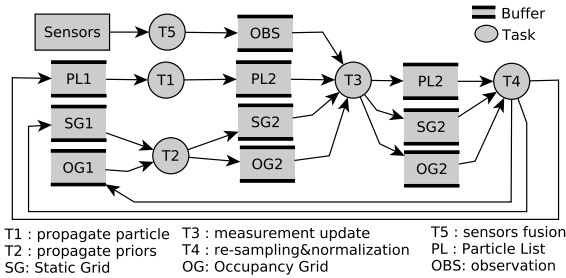 Buffer
Task
Sensors
T5
OBS
PL1
T1
PL2
T3
PL2
T4
SG1
SG2
SG2
T2
OG1
OG2
OG2
T1 : propagate particle
T3 : measurement update
T5 : sensors fusion
T2 : propagate priors
T4 : re-sampling&normalization
PL : Particle List
SG: Static Grid
OG: Occupancy Grid
OBS: observation